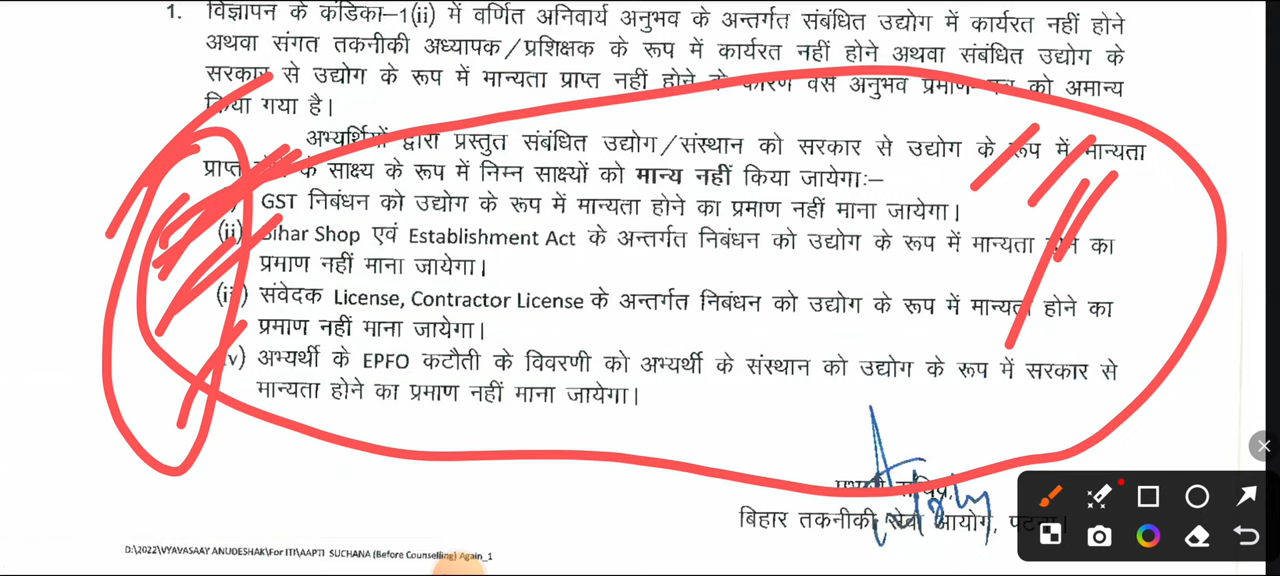 1. विज्ञापन के कंडिका–1(ii) में वर्णित अनिवार्य अनुभव के अन्तर्गत संबंधित उद्योग में कार्यरत नहीं होने
अथवा संगत तकनीकी अध्यापक/प्रशिक्षक के रूप में कार्यरत नहीं होने अथवा संबंधित उद्योग के
सरकार से उद्योग के रूप में मान्यता प्राप्त नहीं होने के कारण वैसे अनुभव प्रमाण को अमान्य
किया गया है।
अभ्यर्थियों द्वारा प्रस्तुत संबंधित उद्योग/संस्थान को सरकार से उद्योग के रूप में मान्यता
प्राप्त के साक्ष्य के रूप में निम्न साक्ष्यों को मान्य नहीं किया जायेगाः–
GST निबंधन को उद्योग के रूप में मान्यता होने का प्रमाण नहीं माना जायेगा।
(ii) Bihar Shop एवं Establishment Act के अन्तर्गत निबंधन को उद्योग के रूप में मान्यता होने का
प्रमाण नहीं माना जायेगा।
संवेदक License, Contractor License के अन्तर्गत निबंधन को उद्योग के रूप में मान्यता होने का
प्रमाण नहीं माना जायेगा।
अभ्यर्थी के EPFO कटौती के विवरणी को अभ्यर्थी के संस्थान को उद्योग के रूप में सरकार से
मान्यता होने का प्रमाण नहीं माना जायेगा।
बिहार तकनीकी सेवा आयोग, पटना।
D:\2022\VYAVASAY ANUDESHAK\For ITI\AAPTI SUCHANA (Before Counselling) Again_1